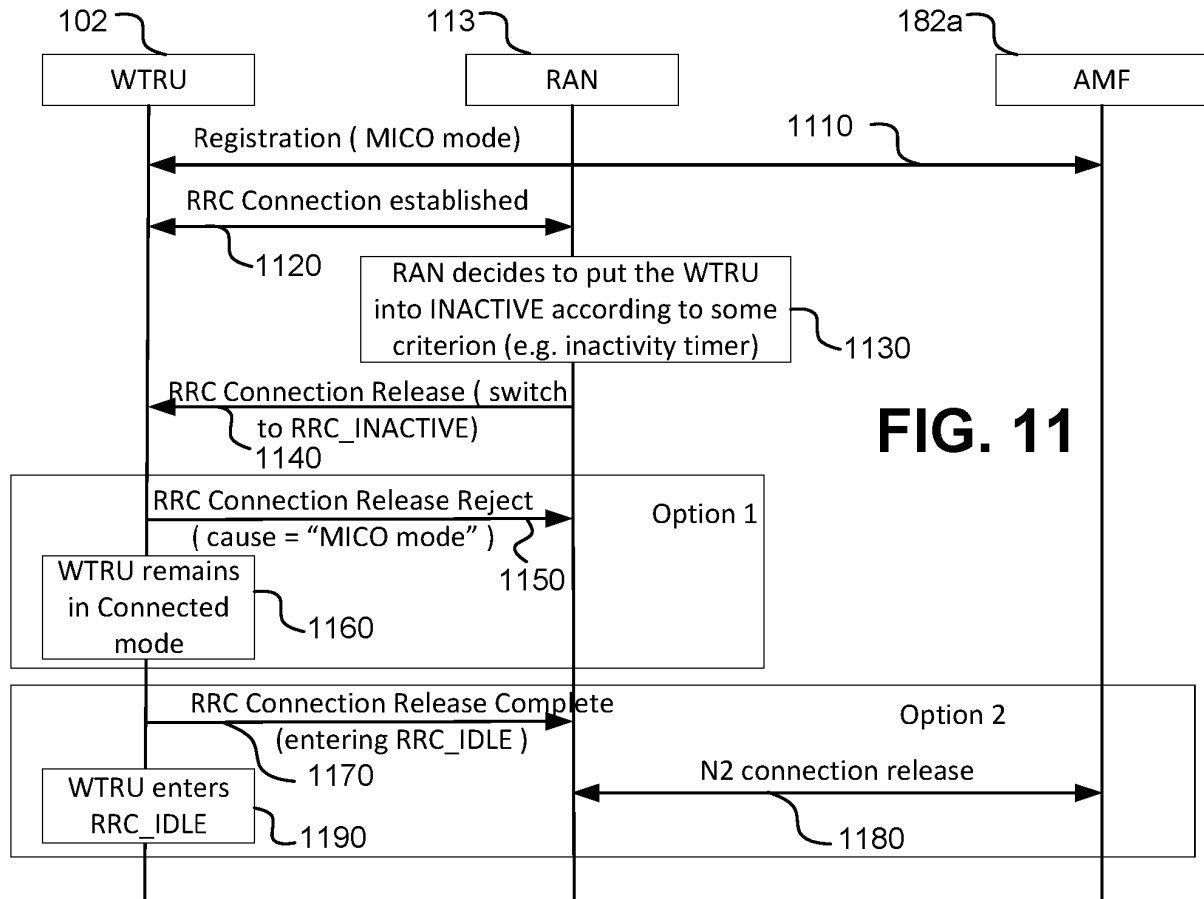 102
113
182a
WTRU
RAN
AMF
Registration ( MICO mode)
1110
RRC Connection established
1120
RAN decides to put the WTRU
into INACTIVE according to some
criterion (e.g. inactivity timer)
1130
RRC Connection Release ( switch
to RRC_INACTIVE)
1140
FIG. 11
RRC Connection Release Reject
( cause = “MICO mode” )
Option 1
1150
WTRU remains
in Connected
mode
1160
RRC Connection Release Complete
(entering RRC_IDLE )
Option 2
1170
N2 connection release
WTRU enters
RRC_IDLE
1180
1190